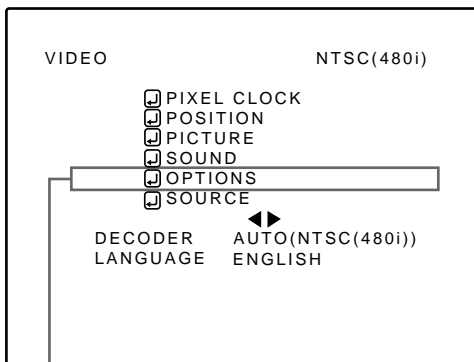 VIDEO NTSC(480i)
PIXEL CLOCK
POSITION
PICTURE
SOUND
OPTIONS
SOURCE
DECODER AUTO(NTSC(480i))
LANGUAGE ENGLISH